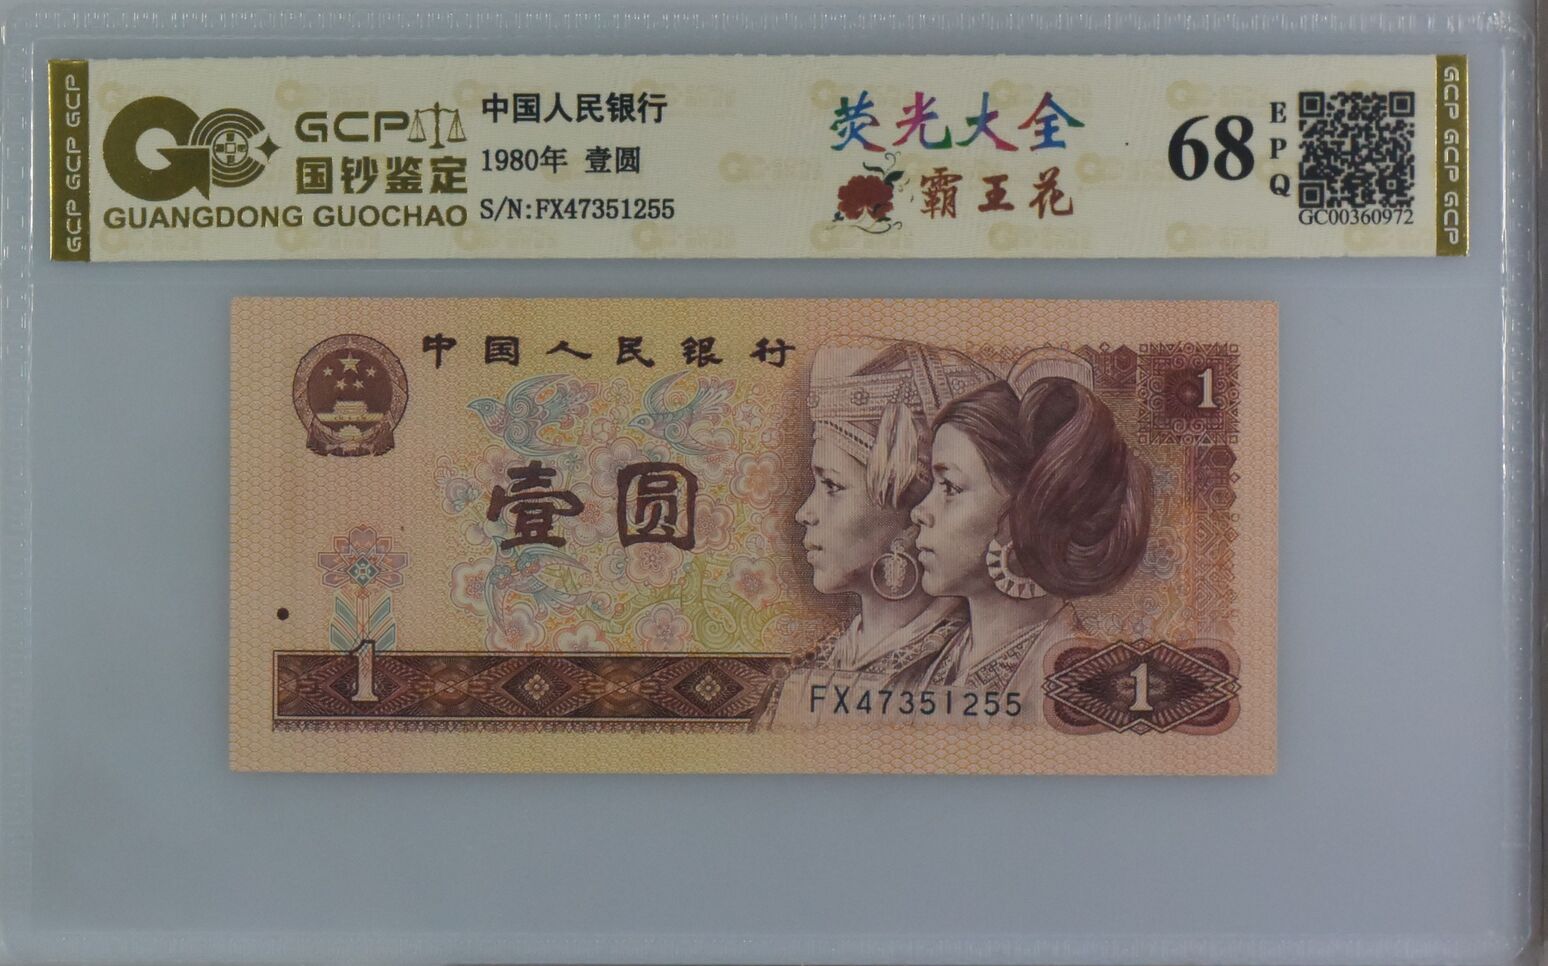 GCP GCP GCP
GCP
国钞鉴定
GUANGDONG GUOCHAO
中国人民银行
1980年 壹圆
S/N:FX47351255
荧光大全
霸王花
68
EPQ
GC00360972
GCP GCP GCP
中国人民银行
1
壹圆
1
FX47351255
1